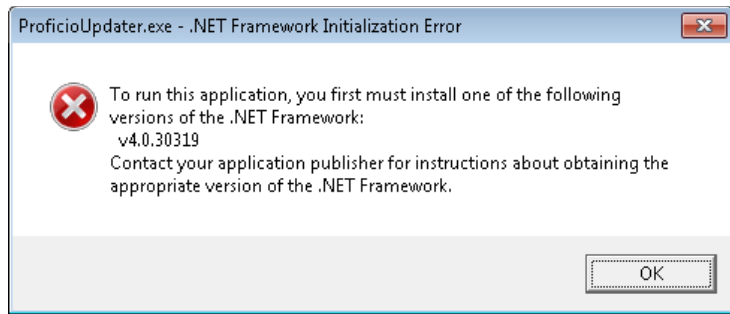 ProficioUpdater.exe - .NET Framework Initialization Error
To run this application, you first must install one of the following
versions of the .NET Framework:
v4.0.30319
Contact your application publisher for instructions about obtaining the
appropriate version of the .NET Framework.
OK